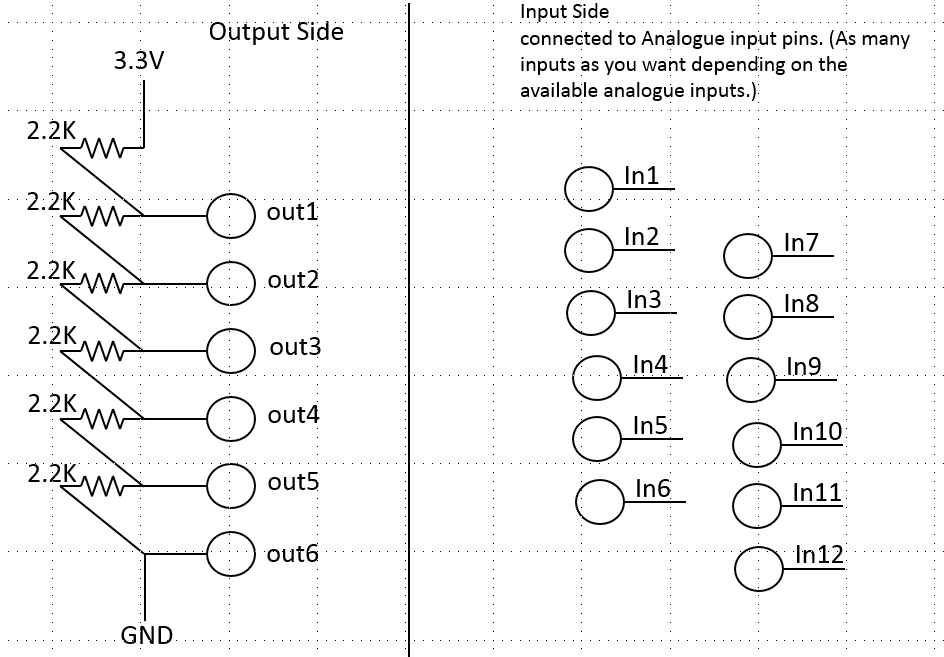 Output Side
3.3V
2.2K
2.2K
out1
2.2K
out2
2.2K
out3
2.2K
out4
2.2K
out5
out6
GND
Input Side
connected to Analogue input pins. (As many
inputs as you want depending on the
available analogue inputs.)
In1
In2
In3
In4
In5
In6
In7
In8
In9
In10
In11
In12